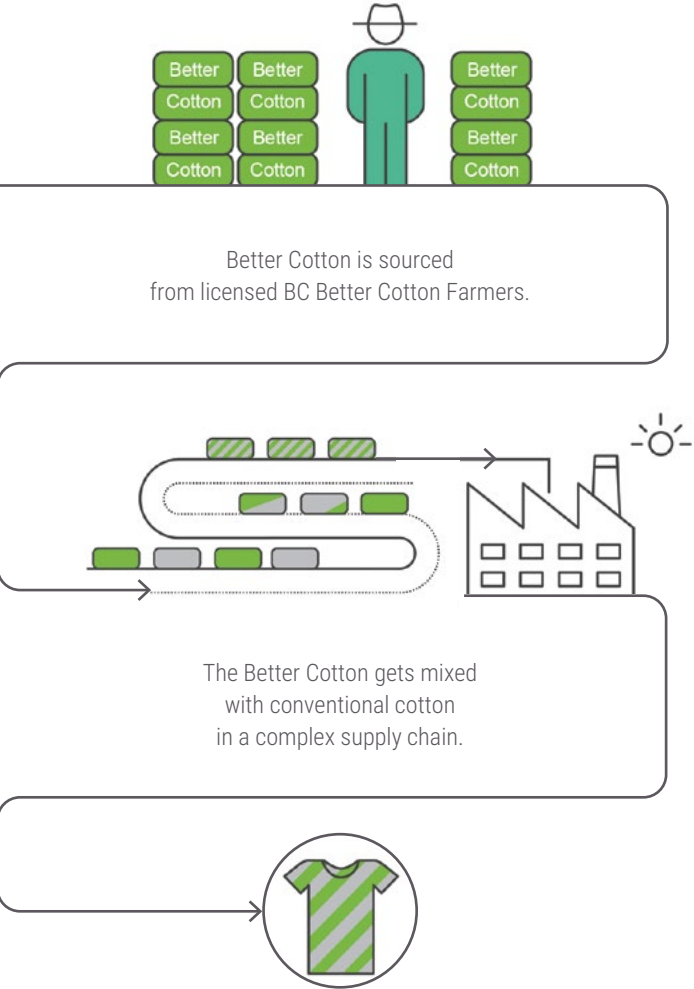 Better Better Better
Cotton Cotton Cotton
Better Better Better
Cotton Cotton Cotton
Better Cotton is sourced
from licensed BC Better Cotton Farmers.
The Better Cotton gets mixed
with conventional cotton
in a complex supply chain.